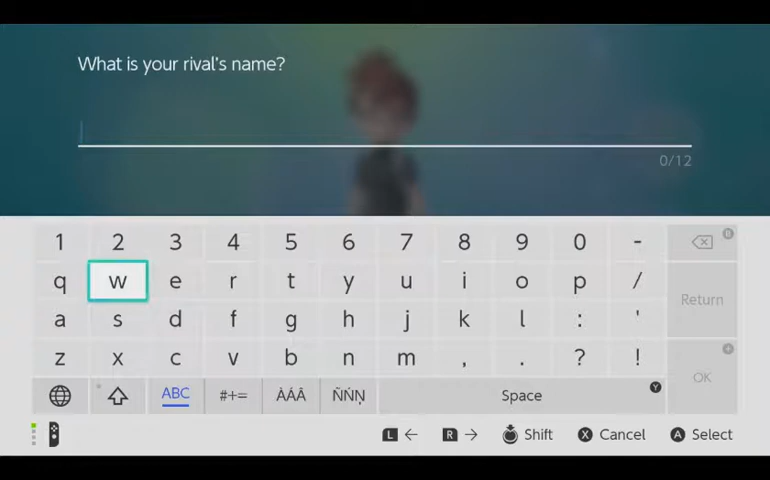 What is your rival's name?
0/12
1 2 3 4 5 6 7 8 9 0 -
q w e r t y u i o p /
a s d f g h j k l : '
z x c v b n m , . ? !
Return
OK
ABC #+= ÀÁÂ ÑŃŅ Space Y
L ← R → Shift X Cancel A Select